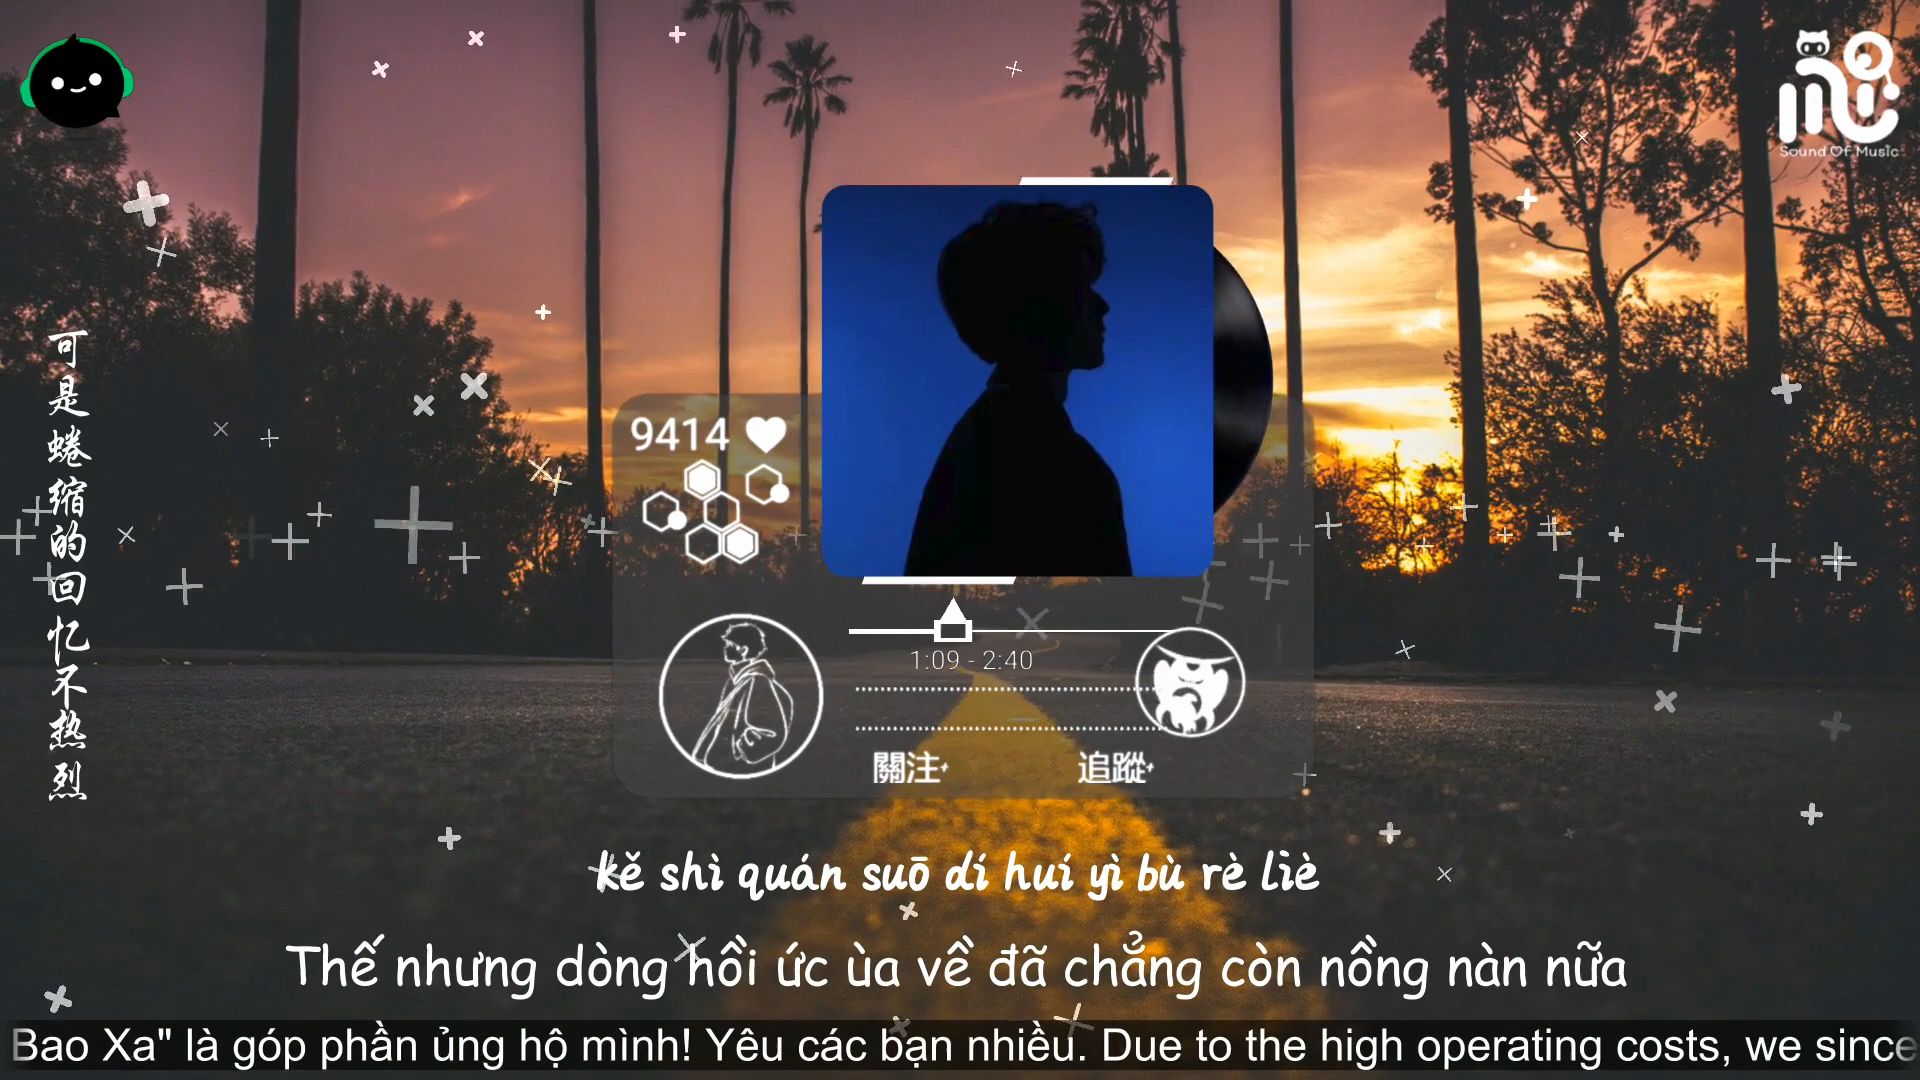 Sound Of Music
可是蜷缩的回忆不热烈
9414
1:09 - 2:40
關注+
追蹤+
kě shì quán suō dí huí yì bù rè liè
Thế nhưng dòng hồi ức ùa về đã chẳng còn nồng nàn nữa
Bao Xa" là góp phần ủng hộ mình! Yêu các bạn nhiều. Due to the high operating costs, we since